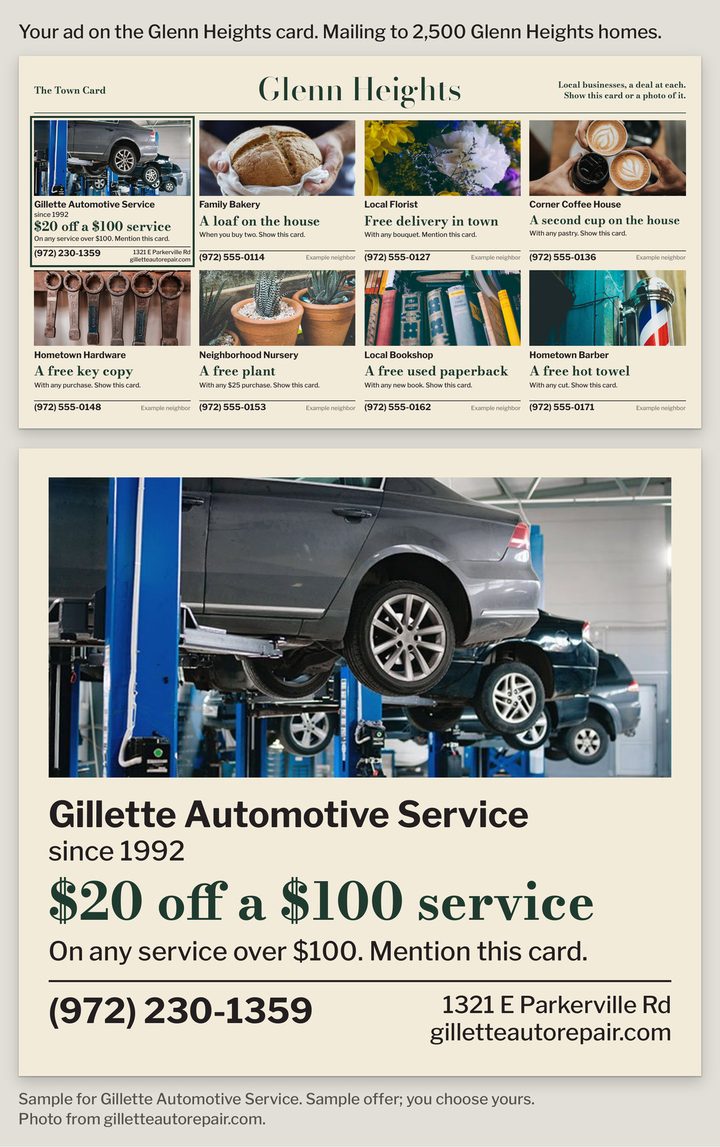 Your ad on the Glenn Heights card. Mailing to 2,500 Glenn Heights homes.
The Town Card
Glenn Heights
Local businesses, a deal at each.
Show this card or a photo of it.
Gillette Automotive Service
since 1992
$20 off a $100 service
On any service over $100. Mention this card.
(972) 230-1359
1321 E Parkerville Rd
gilletteautorepair.com
Family Bakery
A loaf on the house
When you buy two. Show this card.
(972) 555-0114
Example neighbor
Local Florist
Free delivery in town
With any bouquet. Mention this card.
(972) 555-0127
Example neighbor
Corner Coffee House
A second cup on the house
With any pastry. Show this card.
(972) 555-0136
Example neighbor
Hometown Hardware
A free key copy
With any purchase. Show this card.
(972) 555-0148
Example neighbor
Neighborhood Nursery
A free plant
With any $25 purchase. Show this card.
(972) 555-0153
Example neighbor
Local Bookshop
A free used paperback
With any new book. Show this card.
(972) 555-0162
Example neighbor
Hometown Barber
A free hot towel
With any cut. Show this card.
(972) 555-0171
Example neighbor
Gillette Automotive Service
since 1992
$20 off a $100 service
On any service over $100. Mention this card.
(972) 230-1359
1321 E Parkerville Rd
gilletteautorepair.com
Sample for Gillette Automotive Service. Sample offer; you choose yours.
Photo from gilletteautorepair.com.